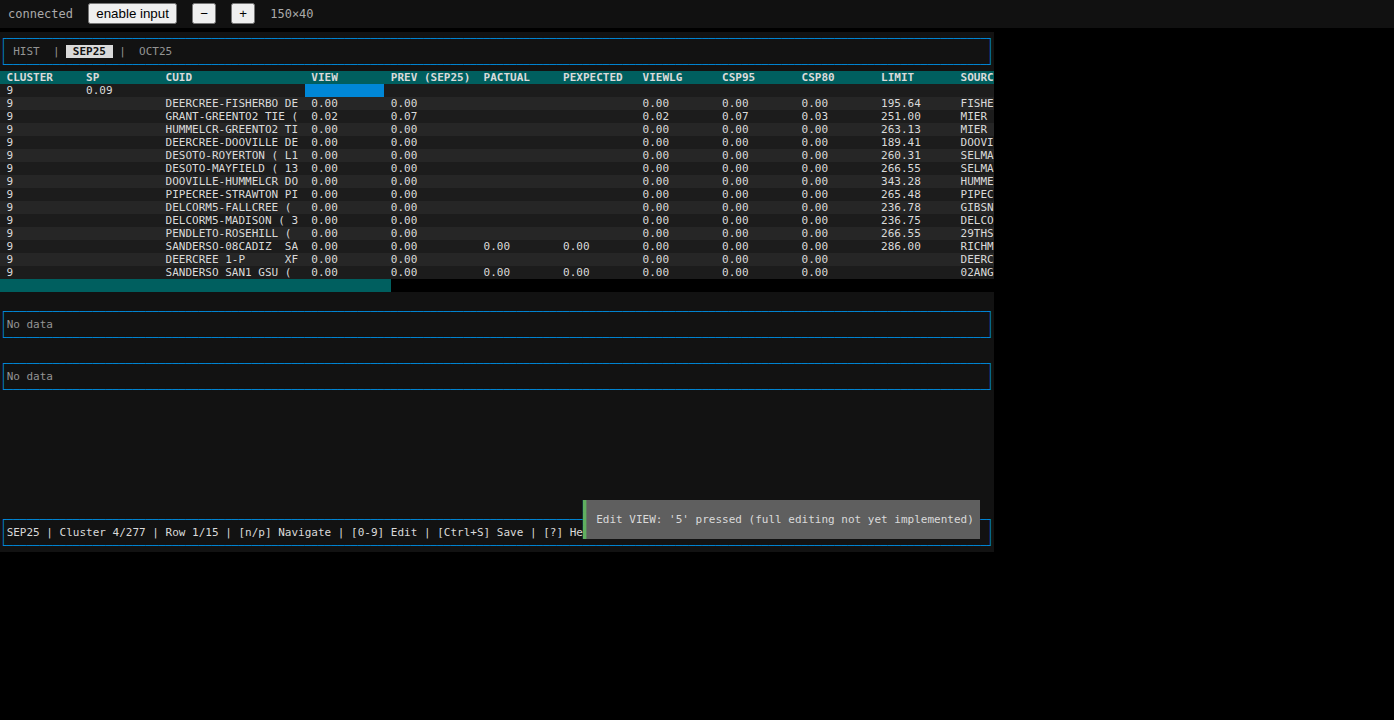 connected enable input − + 150×40
HIST | SEP25 | OCT25
CLUSTER SP CUID VIEW PREV (SEP25) PACTUAL PEXPECTED VIEWLG CSP95 CSP80 LIMIT SOURC
9 0.09
9 DEERCREE-FISHERBO DE 0.00 0.00 0.00 0.00 0.00 195.64 FISHE
9 GRANT-GREENTO2 TIE ( 0.02 0.07 0.02 0.07 0.03 251.00 MIER
9 HUMMELCR-GREENTO2 TI 0.00 0.00 0.00 0.00 0.00 263.13 MIER
9 DEERCREE-DOOVILLE DE 0.00 0.00 0.00 0.00 0.00 189.41 DOOVI
9 DESOTO-ROYERTON ( L1 0.00 0.00 0.00 0.00 0.00 260.31 SELMA
9 DESOTO-MAYFIELD ( 13 0.00 0.00 0.00 0.00 0.00 266.55 SELMA
9 DOOVILLE-HUMMELCR DO 0.00 0.00 0.00 0.00 0.00 343.28 HUMME
9 PIPECREE-STRAWTON PI 0.00 0.00 0.00 0.00 0.00 265.48 PIPEC
9 DELCORM5-FALLCREE ( 0.00 0.00 0.00 0.00 0.00 236.78 GIBSN
9 DELCORM5-MADISON ( 3 0.00 0.00 0.00 0.00 0.00 236.75 DELCO
9 PENDLETO-ROSEHILL ( 0.00 0.00 0.00 0.00 0.00 266.55 29THS
9 SANDERSO-08CADIZ SA 0.00 0.00 0.00 0.00 0.00 0.00 0.00 286.00 RICHM
9 DEERCREE 1-P XF 0.00 0.00 0.00 0.00 0.00 DEERC
9 SANDERSO SAN1 GSU ( 0.00 0.00 0.00 0.00 0.00 0.00 0.00 02ANG
No data
No data
Edit VIEW: '5' pressed (full editing not yet implemented)
SEP25 | Cluster 4/277 | Row 1/15 | [n/p] Navigate | [0-9] Edit | [Ctrl+S] Save | [?] He